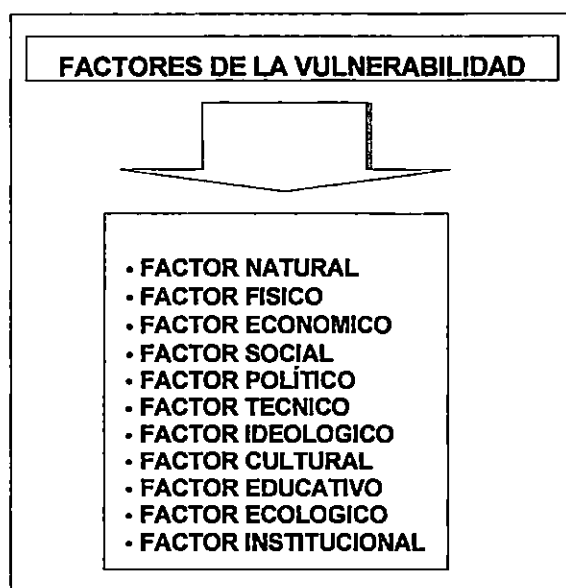 FACTORES DE LA VULNERABILIDAD
• FACTOR NATURAL
• FACTOR FISICO
• FACTOR ECONOMICO
• FACTOR SOCIAL
• FACTOR POLÍTICO
• FACTOR TECNICO
• FACTOR IDEOLOGICO
• FACTOR CULTURAL
• FACTOR EDUCATIVO
• FACTOR ECOLOGICO
• FACTOR INSTITUCIONAL